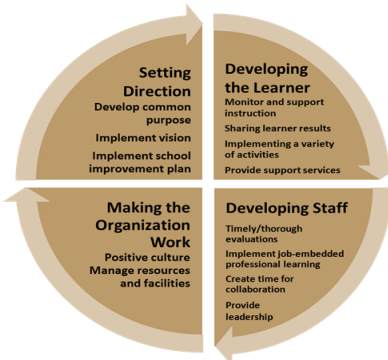 Setting
Direction
Develop common
purpose
Implement vision
Implement school
improvement plan
Developing
the Learner
Monitor and support
instruction
Sharing learner results
Implementing a variety
of activities
Provide support services
Making the
Organization
Work
Positive culture
Manage resources
and facilities
Developing Staff
Timely/thorough
evaluations
Implement job-embedded
professional learning
Create time for
collaboration
Provide
leadership